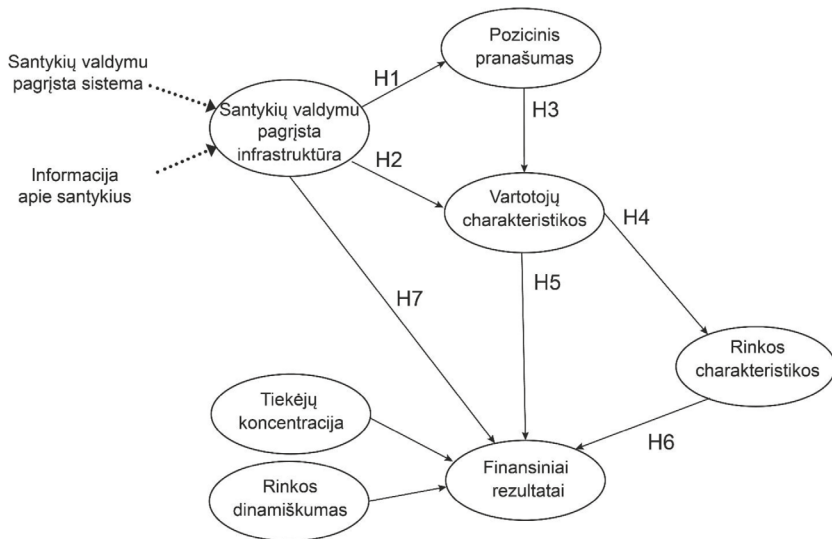 Pozicinis
pranašumas
Santykių valdymu
pagrįsta sistema
H1
Santykių valdymu
pagrįsta
infrastruktūra
H3
H2
Informacija
apie santykius
Vartotojų
charakteristikos
H4
H5
H7
Rinkos
charakteristikos
Tiekėjų
koncentracija
H6
Finansiniai
rezultatai
Rinkos
dinamiškumas